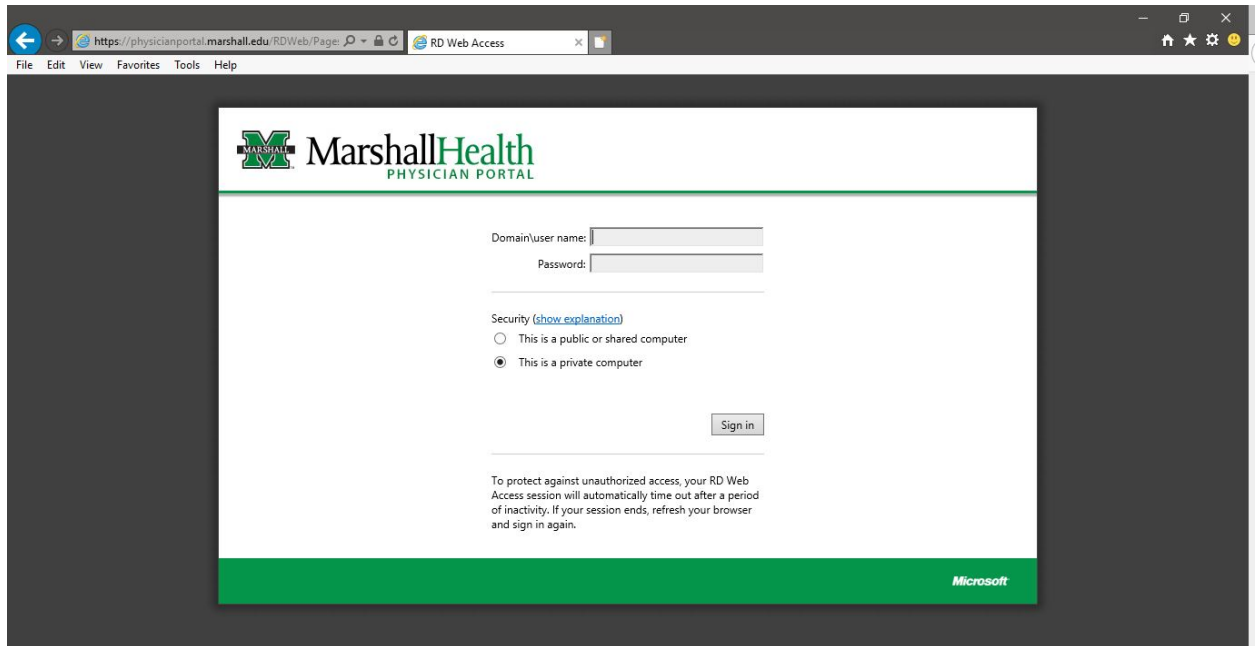 https://physicianportal.marshall.edu/RDWeb/Page:
RD Web Access
File Edit View Favorites Tools Help
MARSHALL
MarshallHealth
PHYSICIAN PORTAL
Domain\user name:
Password:
Security (show explanation)
This is a public or shared computer
This is a private computer
Sign in
To protect against unauthorized access, your RD Web
Access session will automatically time out after a period
of inactivity. If your session ends, refresh your browser
and sign in again.
Microsoft